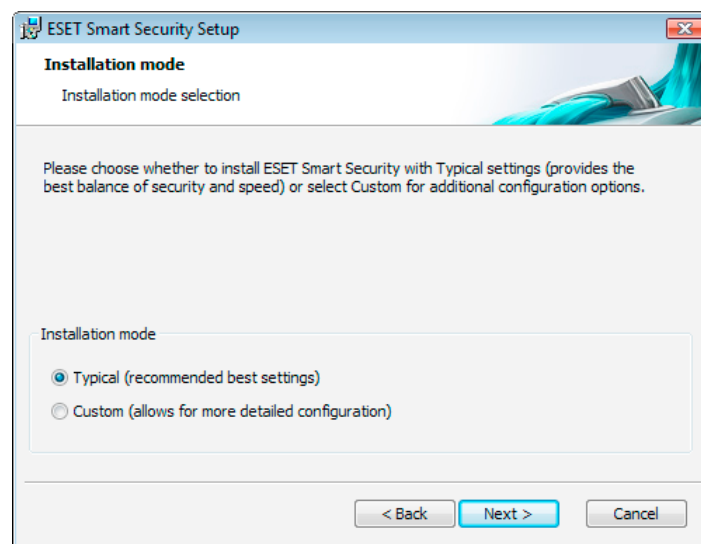 ESET Smart Security Setup
Installation mode
Installation mode selection
Please choose whether to install ESET Smart Security with Typical settings (provides the
best balance of security and speed) or select Custom for additional configuration options.
Installation mode
Typical (recommended best settings)
Custom (allows for more detailed configuration)
< Back Next > Cancel